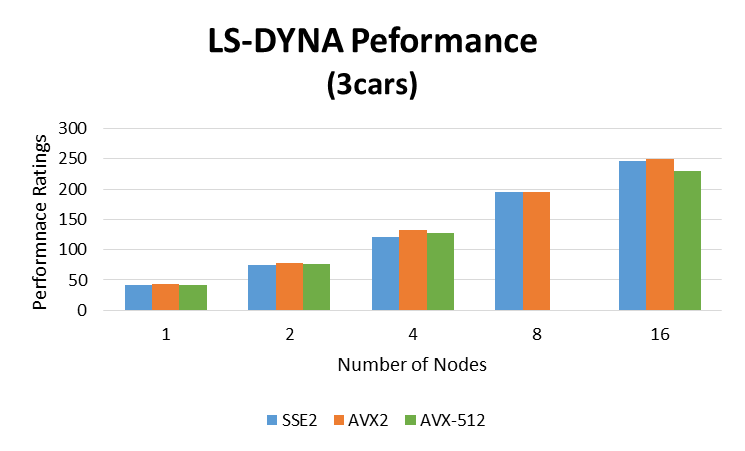 LS-DYNA Peformance
(3cars)
Performnace Ratings
300
250
200
150
100
50
0
1 2 4 8 16
Number of Nodes
SSE2 AVX2 AVX-512